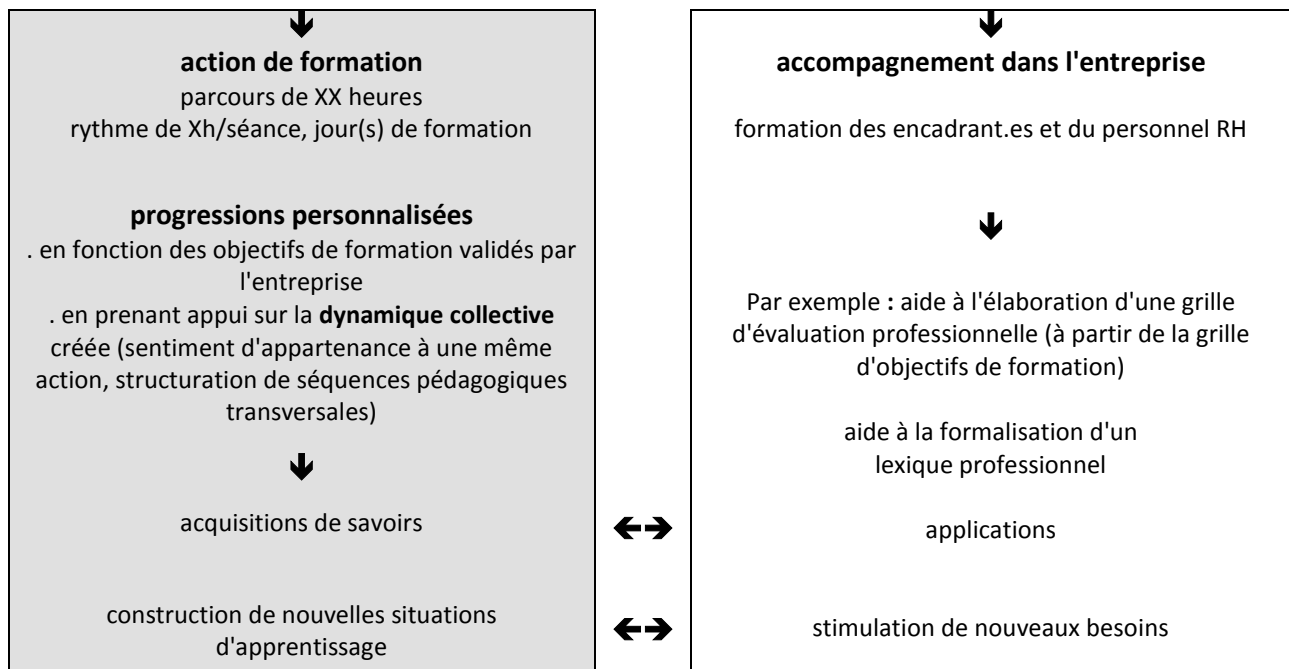 action de formation
parcours de XX heures
rythme de Xh/séance, jour(s) de formation
progressions personnalisées
. en fonction des objectifs de formation validés par
l'entreprise
. en prenant appui sur la dynamique collective
créée (sentiment d'appartenance à une même
action, structuration de séquences pédagogiques
transversales)
acquisitions de savoirs
construction de nouvelles situations
d'apprentissage
accompagnement dans l'entreprise
formation des encadrant.es et du personnel RH
Par exemple : aide à l'élaboration d'une grille
d'évaluation professionnelle (à partir de la grille
d'objectifs de formation)
aide à la formalisation d'un
lexique professionnel
applications
stimulation de nouveaux besoins